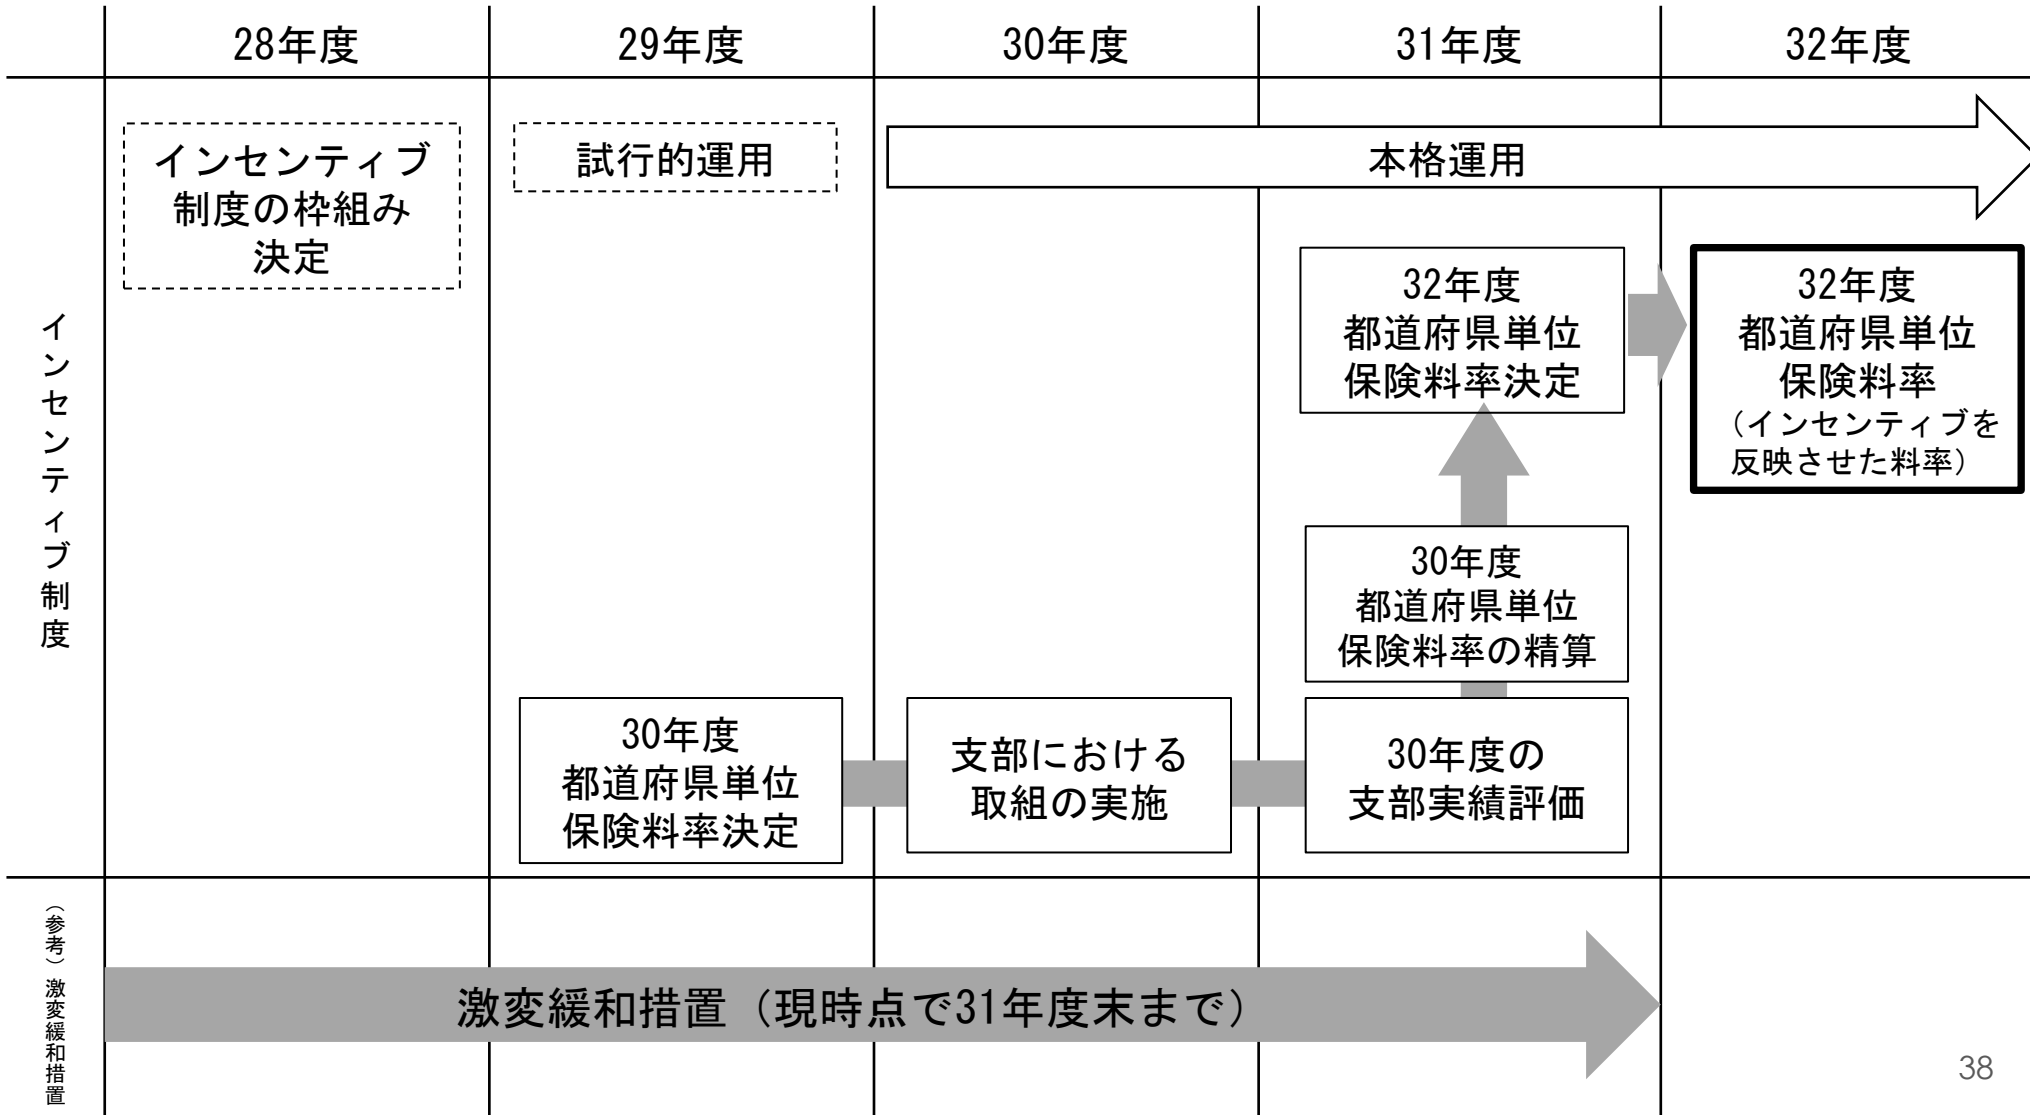 28年度
29年度
30年度
31年度
32年度
インセンティブ制度
インセンティブ
制度の枠組み
決定
試行的運用
本格運用
32年度
都道府県単位
保険料率決定
32年度
都道府県単位
保険料率
（インセンティブを
反映させた料率）
30年度
都道府県単位
保険料率の精算
30年度
都道府県単位
保険料率決定
支部における
取組の実施
30年度の
支部実績評価
（参考）激変緩和措置
激変緩和措置（現時点で31年度末まで）
38